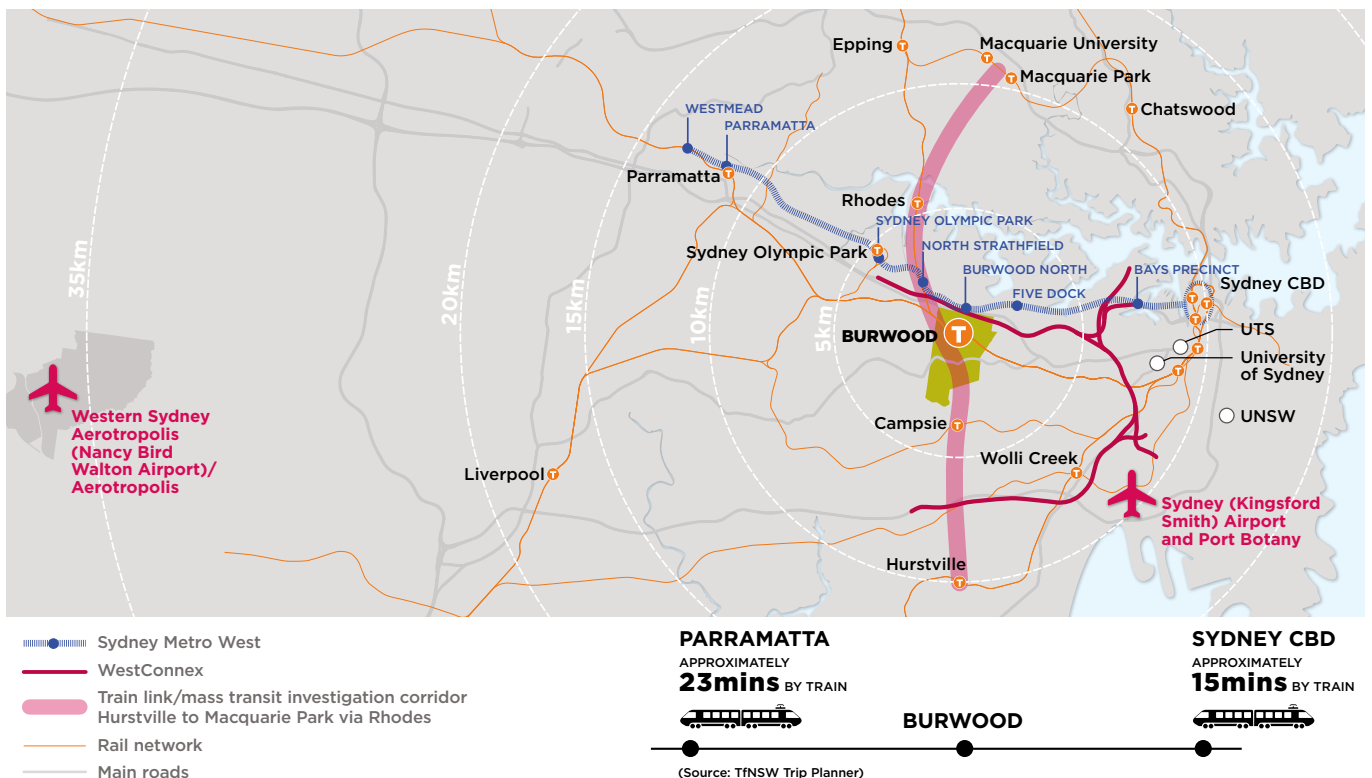 Epping
Macquarie University
Macquarie Park
Chatswood
WESTMEAD
PARRAMATTA
Parramatta
Rhodes
SYDNEY OLYMPIC PARK
Sydney Olympic Park
NORTH STRATHFIELD
BURWOOD NORTH
FIVE DOCK
BAYS PRECINCT
Sydney CBD
35km
20km
15km
10km
5km
BURWOOD
T
UTS
University
of Sydney
UNSW
Campsie
Wolli Creek
Liverpool
Hurstville
Western Sydney
Aerotropolis
(Nancy Bird
Walton Airport)/
Aerotropolis
Sydney (Kingsford
Smith) Airport
and Port Botany
Sydney Metro West
WestConnex
Train link/mass transit investigation corridor
Hurstville to Macquarie Park via Rhodes
Rail network
Main roads
PARRAMATTA
APPROXIMATELY
23mins BY TRAIN
BURWOOD
SYDNEY CBD
APPROXIMATELY
15mins BY TRAIN
(Source: TfNSW Trip Planner)